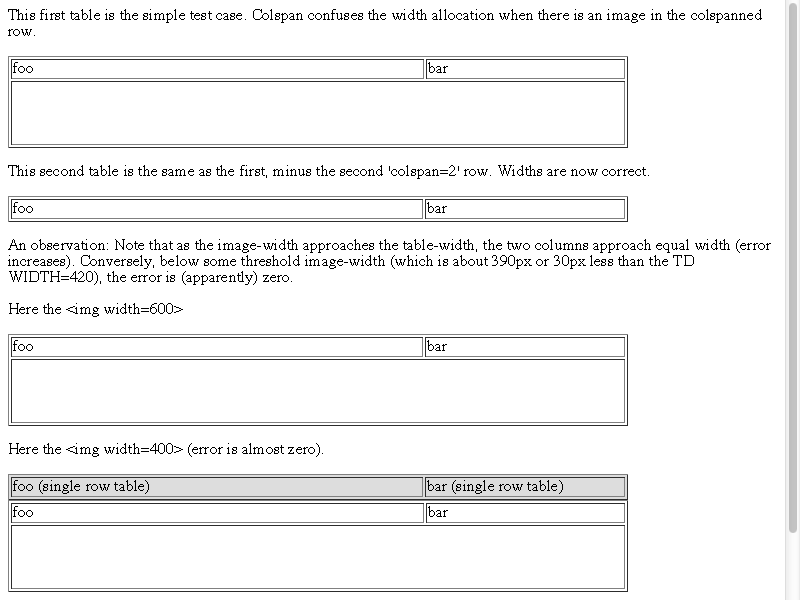 This first table is the simple test case. Colspan confuses the width allocation when there is an image in the colspanned
row.
foo bar
This second table is the same as the first, minus the second 'colspan=2' row. Widths are now correct.
foo bar
An observation: Note that as the image-width approaches the table-width, the two columns approach equal width (error
increases). Conversely, below some threshold image-width (which is about 390px or 30px less than the TD
WIDTH=420), the error is (apparently) zero.
Here the <img width=600>
foo bar
Here the <img width=400> (error is almost zero).
foo (single row table) bar (single row table)
foo bar